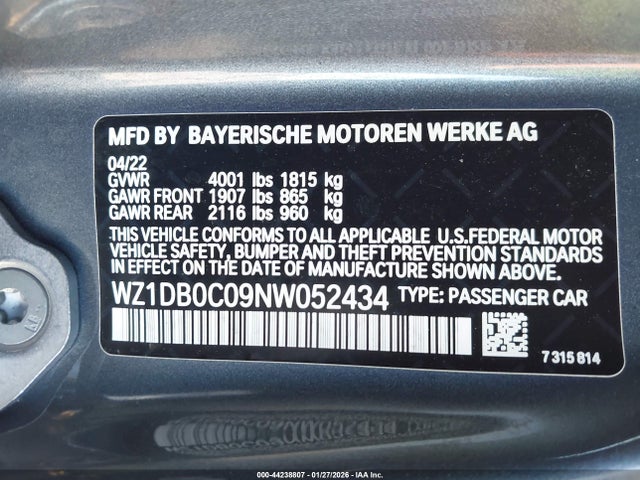 MFD BY BAYERISCHE MOTOREN WERKE AG
04/22
GVWR 4001 lbs 1815 kg
GAWR FRONT 1907 lbs 865 kg
GAWR REAR 2116 lbs 960 kg
THIS VEHICLE CONFORMS TO ALL APPLICABLE U.S.FEDERAL MOTOR
VEHICLE SAFETY, BUMPER AND THEFT PREVENTION STANDARDS
IN EFFECT ON THE DATE OF MANUFACTURE SHOWN ABOVE.
WZ1DB0C09NW052434 TYPE: PASSENGER CAR
7315814
000-44238807 | 01/27/2026 - IAA Inc.